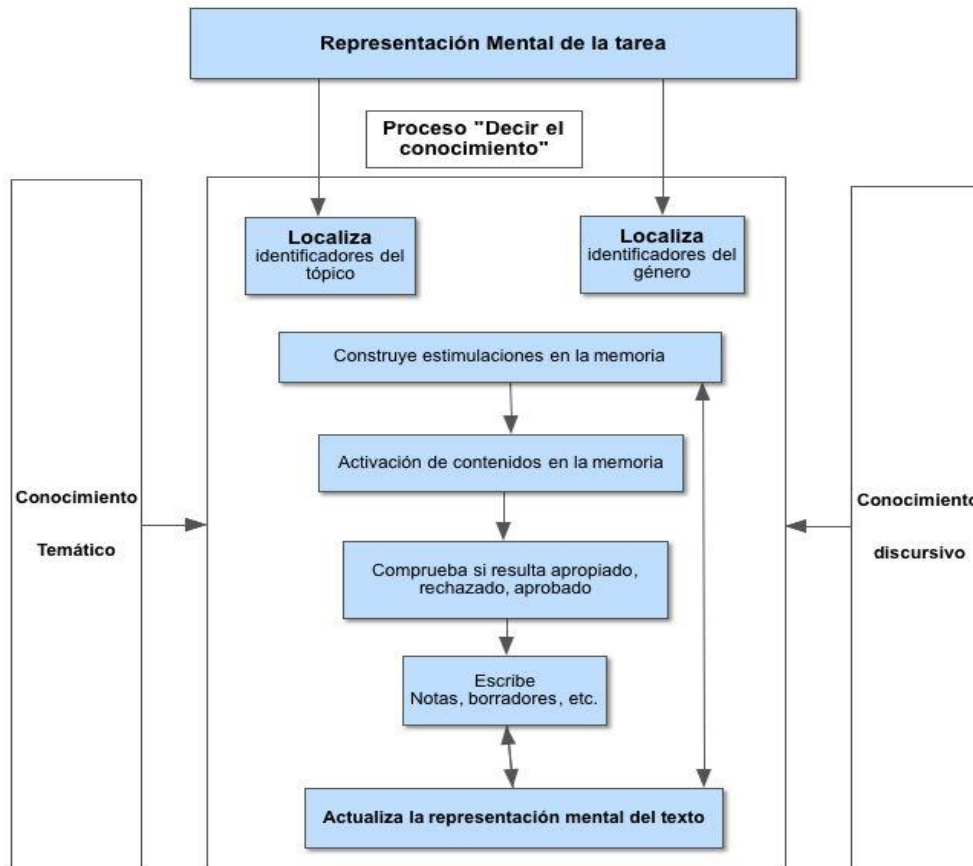 Representación Mental de la tarea
Proceso "Decir el
conocimiento"
Localiza
identificadores del
tópico
Localiza
identificadores del
género
Construye estimulaciones en la memoria
Activación de contenidos en la memoria
Conocimiento
Temático
Conocimiento
discursivo
Comprueba si resulta apropiado,
rechazado, aprobado
Escribe
Notas, borradores, etc.
Actualiza la representación mental del texto